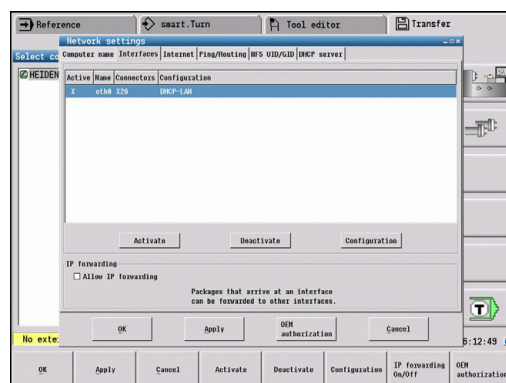 Reference
smart.Turn
Tool editor
Transfer
Network settings
Select co
Computer name Interfaces Internet Ping/Routing NFS UID/GID DHCP server
HEIDEN
Active Name Connectors Configuration
X eth0 X26 DHCP-LAN
Activate Deactivate Configuration
IP forwarding
Allow IP forwarding
Packages that arrive at an interface
can be forwarded to other interfaces.
T
OK Apply OEM authorization Cancel
No exte
5:12:49
OK Apply Cancel Activate Deactivate Configuration IP forwarding On/Off OEM authorization